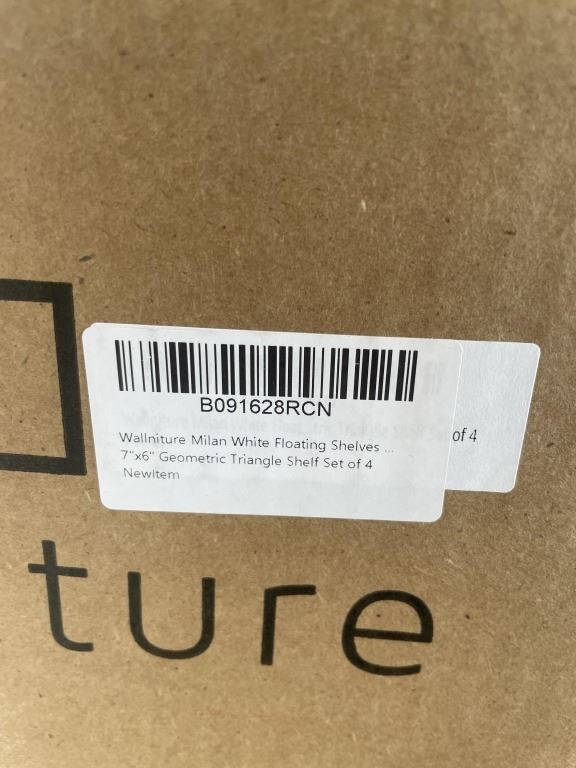 B091628RCN
Wallniture Milan White Floating Shelves ...
7"x6" Geometric Triangle Shelf Set of 4
NewItem
of 4
ture